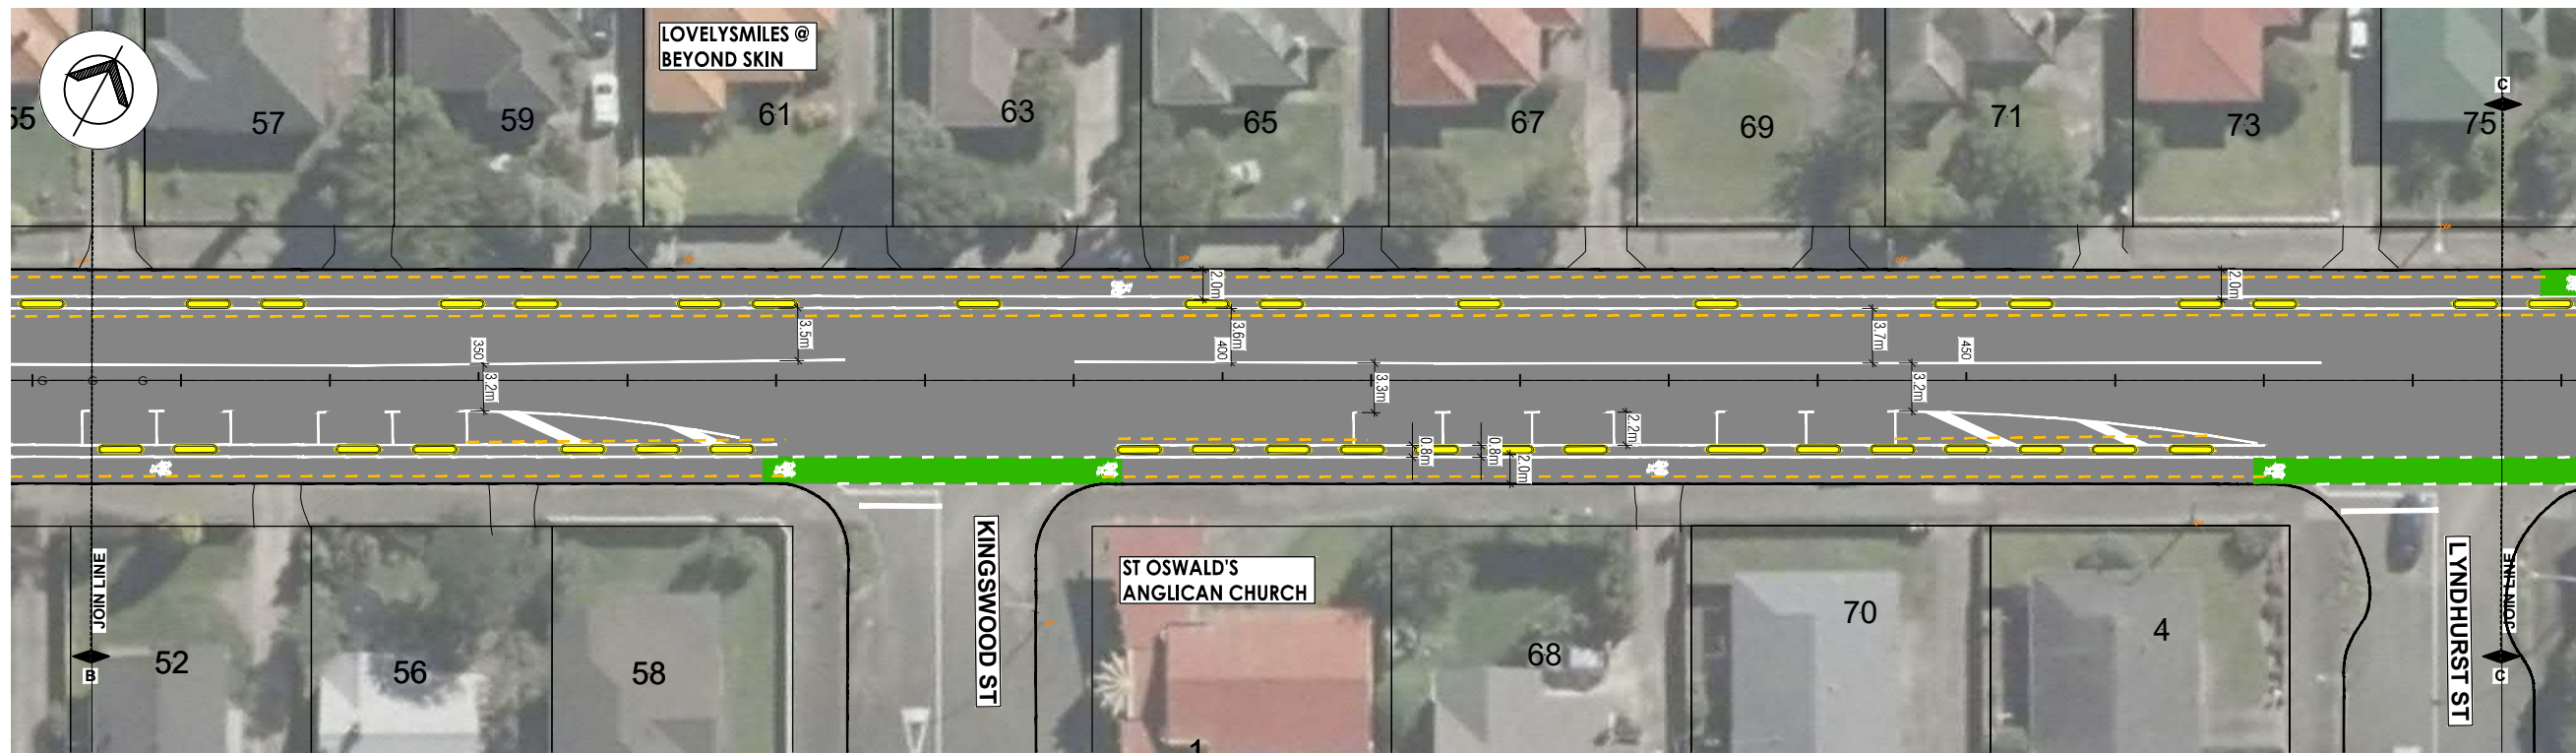 LOVELYSMILES @
BEYOND SKIN
55
57
59
61
63
65
67
69
71
73
75
C
2.0m
2.0m
3.5m
3.6m
3.7m
350
400
450
G
G
G
3.2m
3.3m
3.2m
2.2m
0.8m
0.8m
2.0m
JOIN LINE
B
52
56
58
KINGSWOOD ST
ST OSWALD'S
ANGLICAN CHURCH
1
68
70
4
LYNDHURST ST
JOIN LINE
C